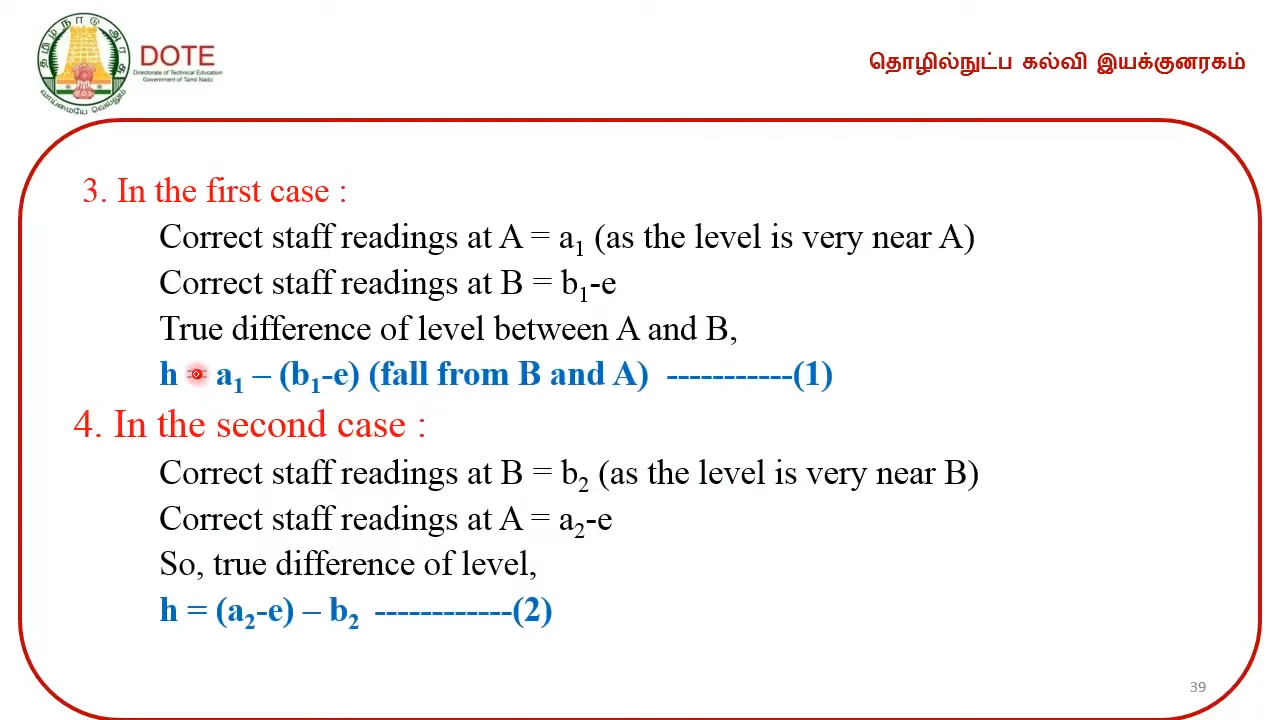 தமிழ்நாடு அரசு
வாய்மையே வெல்லும்
DOTE
Directorate of Technical Education
Government of Tamil Nadu
தொழில்நுட்ப கல்வி இயக்குனரகம்
3. In the first case :
Correct staff readings at A = a₁ (as the level is very near A)
Correct staff readings at B = b₁-e
True difference of level between A and B,
h = a₁ – (b₁-e) (fall from B and A) -----------(1)
4. In the second case :
Correct staff readings at B = b₂ (as the level is very near B)
Correct staff readings at A = a₂-e
So, true difference of level,
h = (a₂-e) – b₂ ------------(2)
39